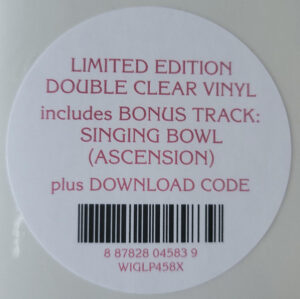 LIMITED EDITION
DOUBLE CLEAR VINYL
includes BONUS TRACK:
SINGING BOWL
(ASCENSION)
plus DOWNLOAD CODE
8 87828 04583 9
WIGLP458X